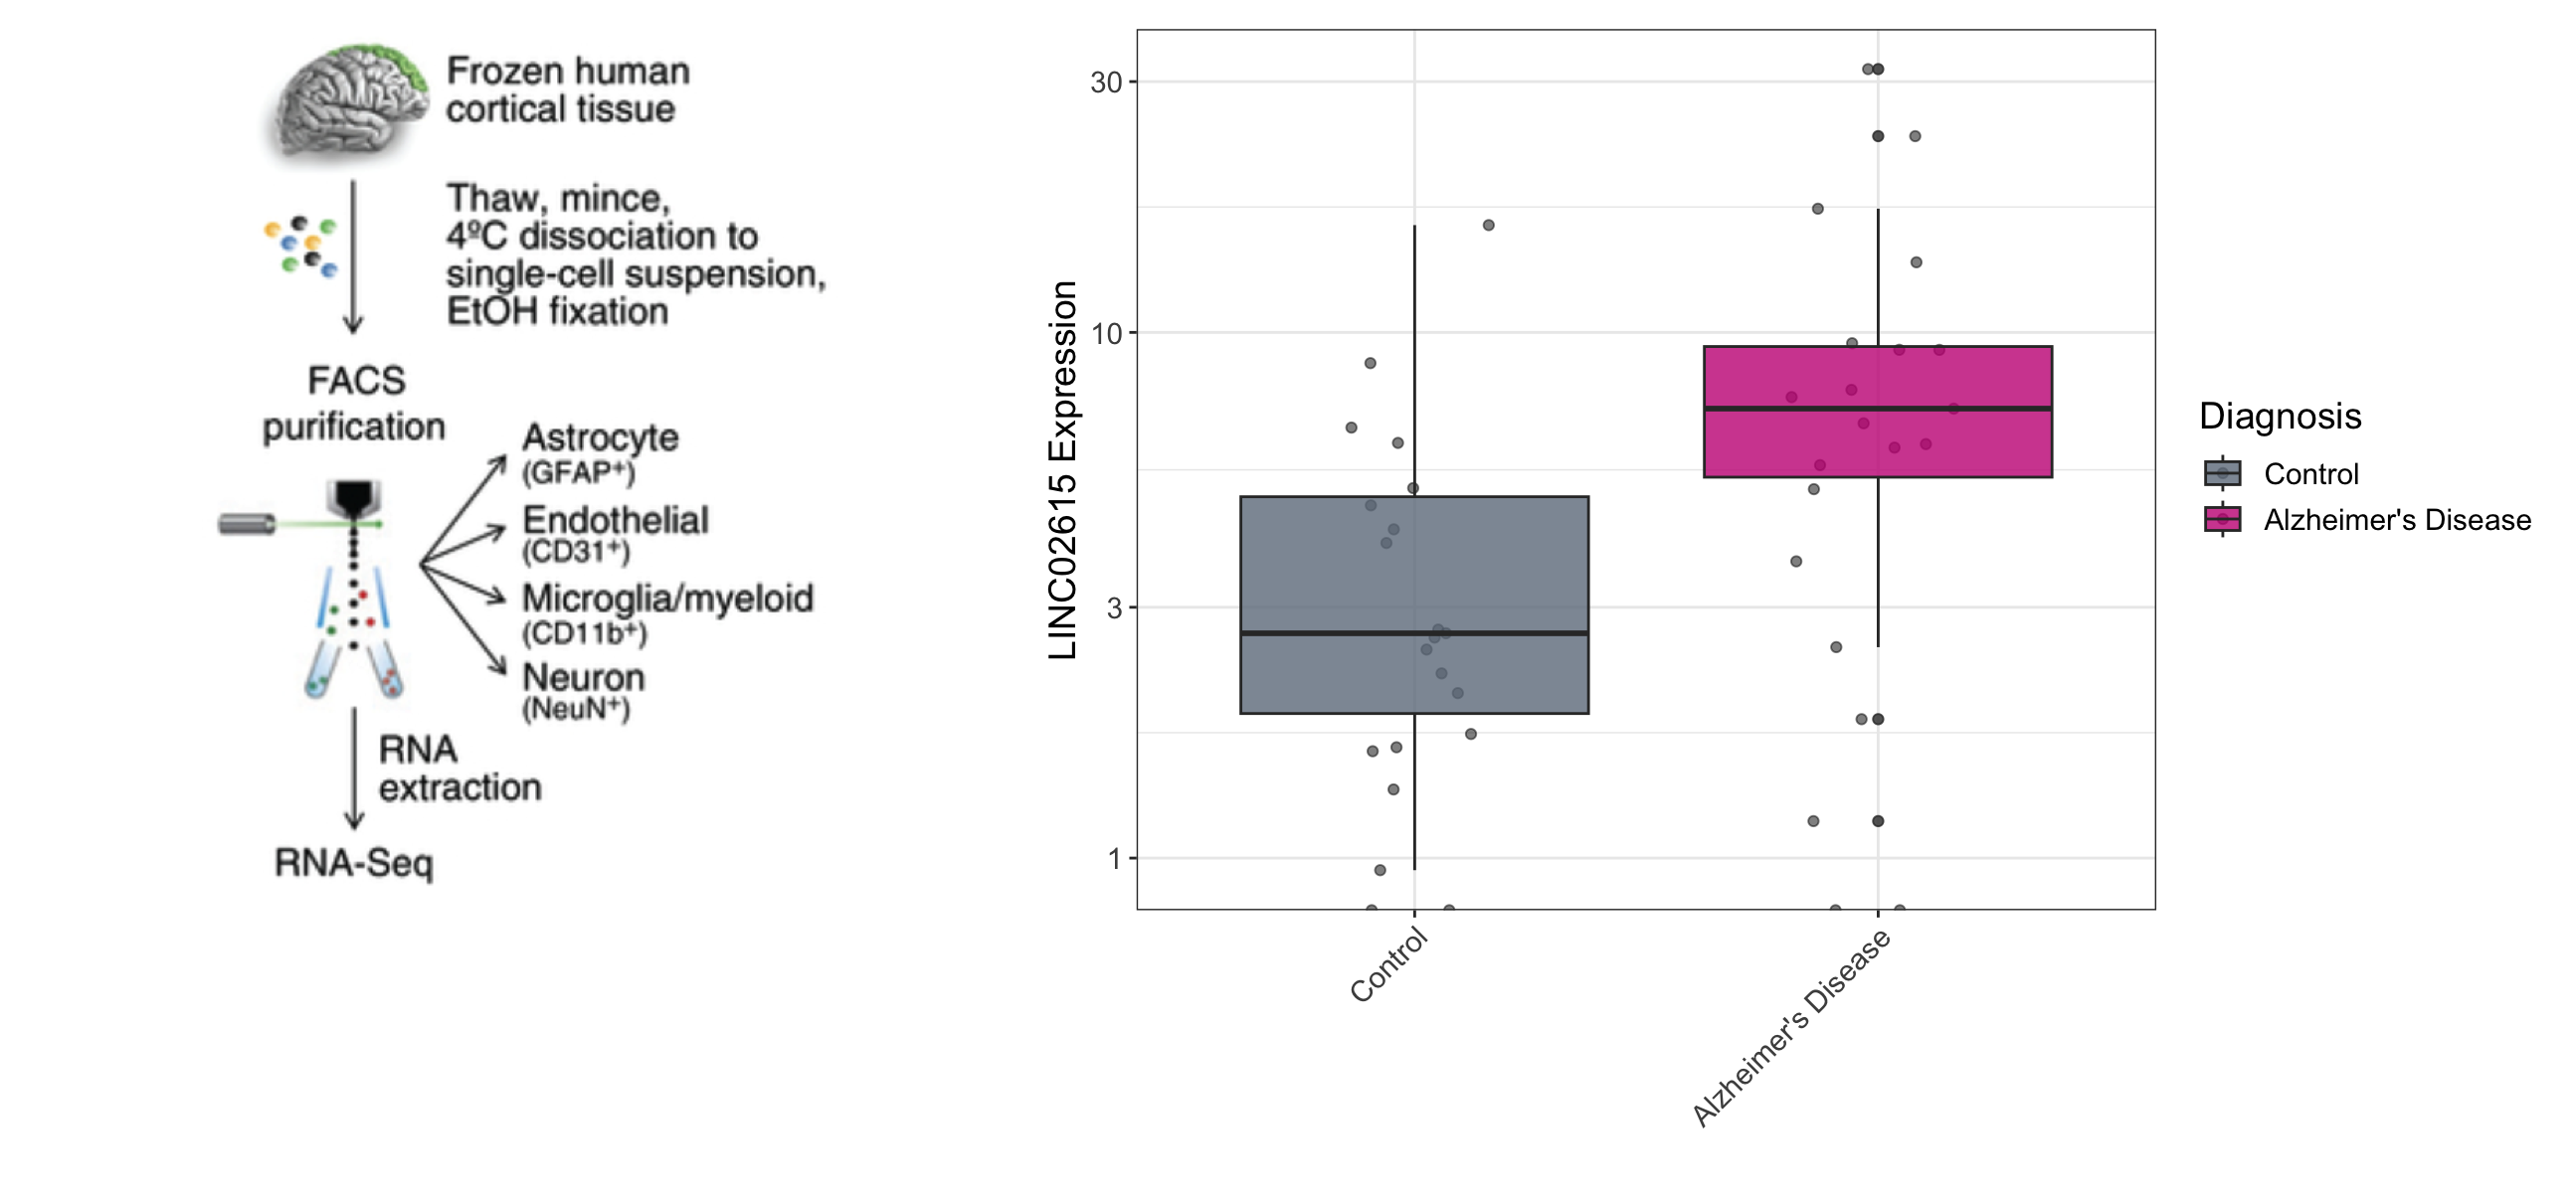 Frozen human
cortical tissue
Thaw, mince,
4ºC dissociation to
single-cell suspension,
EtOH fixation
FACS
purification
Astrocyte
(GFAP⁺)
Endothelial
(CD31⁺)
Microglia/myeloid
(CD11b⁺)
Neuron
(NeuN⁺)
RNA
extraction
RNA-Seq
LINC02615 Expression
30
10
3
1
Control
Alzheimer's Disease
Diagnosis
Control
Alzheimer's Disease